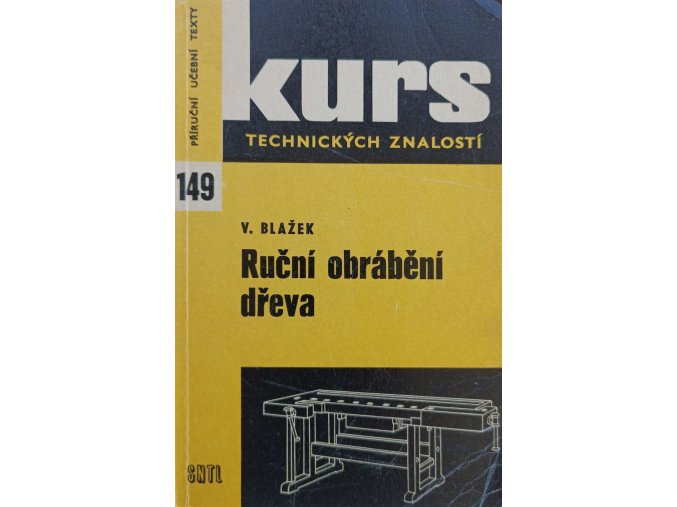 PŘÍRUČNÍ UČEBNÍ TEXTY
kurs
TECHNICKÝCH ZNALOSTÍ
149
V. BLAŽEK
Ruční obrábění
dřeva
SNTL